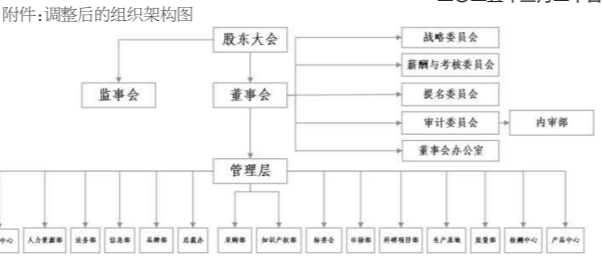 附件:调整后的组织架构图
股东大会
战略委员会
薪酬与考核委员会
监事会
董事会
提名委员会
审计委员会
内审部
董事会办公室
管理层
中心
人力资源部
法务部
信息部
品牌部
总裁办
采购部
知识产权部
标委会
市场部
科研项目部
生产基地
质量部
检测中心
产品中心